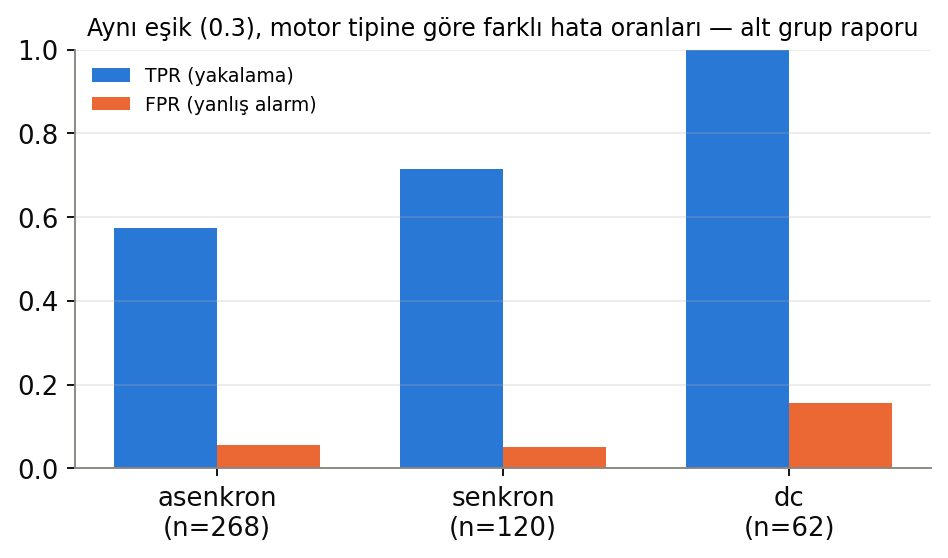 Aynı eşik (0.3), motor tipine göre farklı hata oranları — alt grup raporu
TPR (yakalama)
FPR (yanlış alarm)
1.0
0.8
0.6
0.4
0.2
0.0
asenkron
(n=268)
senkron
(n=120)
dc
(n=62)